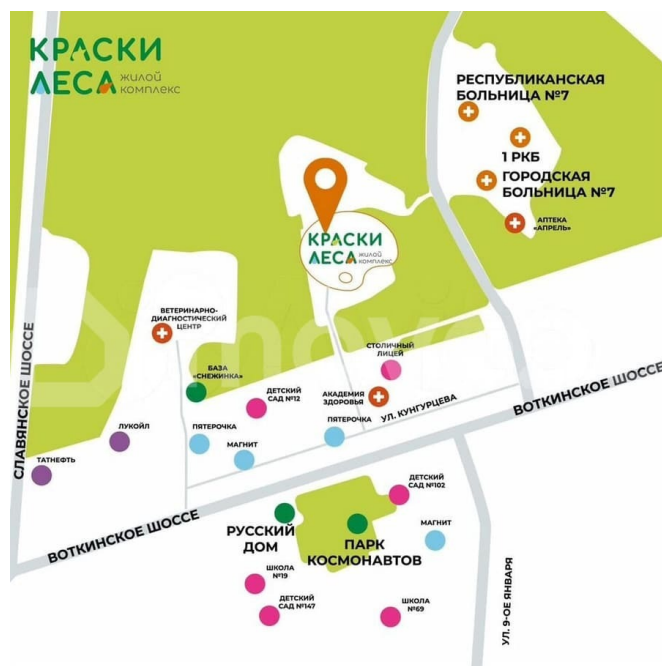 КРАСКИ
ЛЕСА
жилой
комплекс
РЕСПУБЛИКАНСКАЯ
БОЛЬНИЦА №7
1 РКБ
ГОРОДСКАЯ
БОЛЬНИЦА №7
АПТЕКА
«АПРЕЛЬ»
КРАСКИ
ЛЕСА
жилой
комплекс
ВЕТЕРИНАРНО-
ДИАГНОСТИЧЕСКИЙ
ЦЕНТР
move
СТОЛИЧНЫЙ
ЛИЦЕЙ
БАЗА
«СНЕЖИНКА»
ДЕТСКИЙ
САД №12
АКАДЕМИЯ
ЗДОРОВЬЯ
УЛ. КУНГУРЦЕВА
ВОТКИНСКОЕ ШОССЕ
СЛАВЯНСКОЕ ШОССЕ
ЛУКОЙЛ
ПЯТЕРОЧКА
ПЯТЕРОЧКА
МАГНИТ
ТАТНЕФТЬ
ДЕТСКИЙ
САД №102
ВОТКИНСКОЕ ШОССЕ
РУССКИЙ
ДОМ
ПАРК
КОСМОНАВТОВ
МАГНИТ
ШКОЛА
№19
ДЕТСКИЙ
САД №147
ШКОЛА
№69
УЛ. 9-ОЕ ЯНВАРЯ